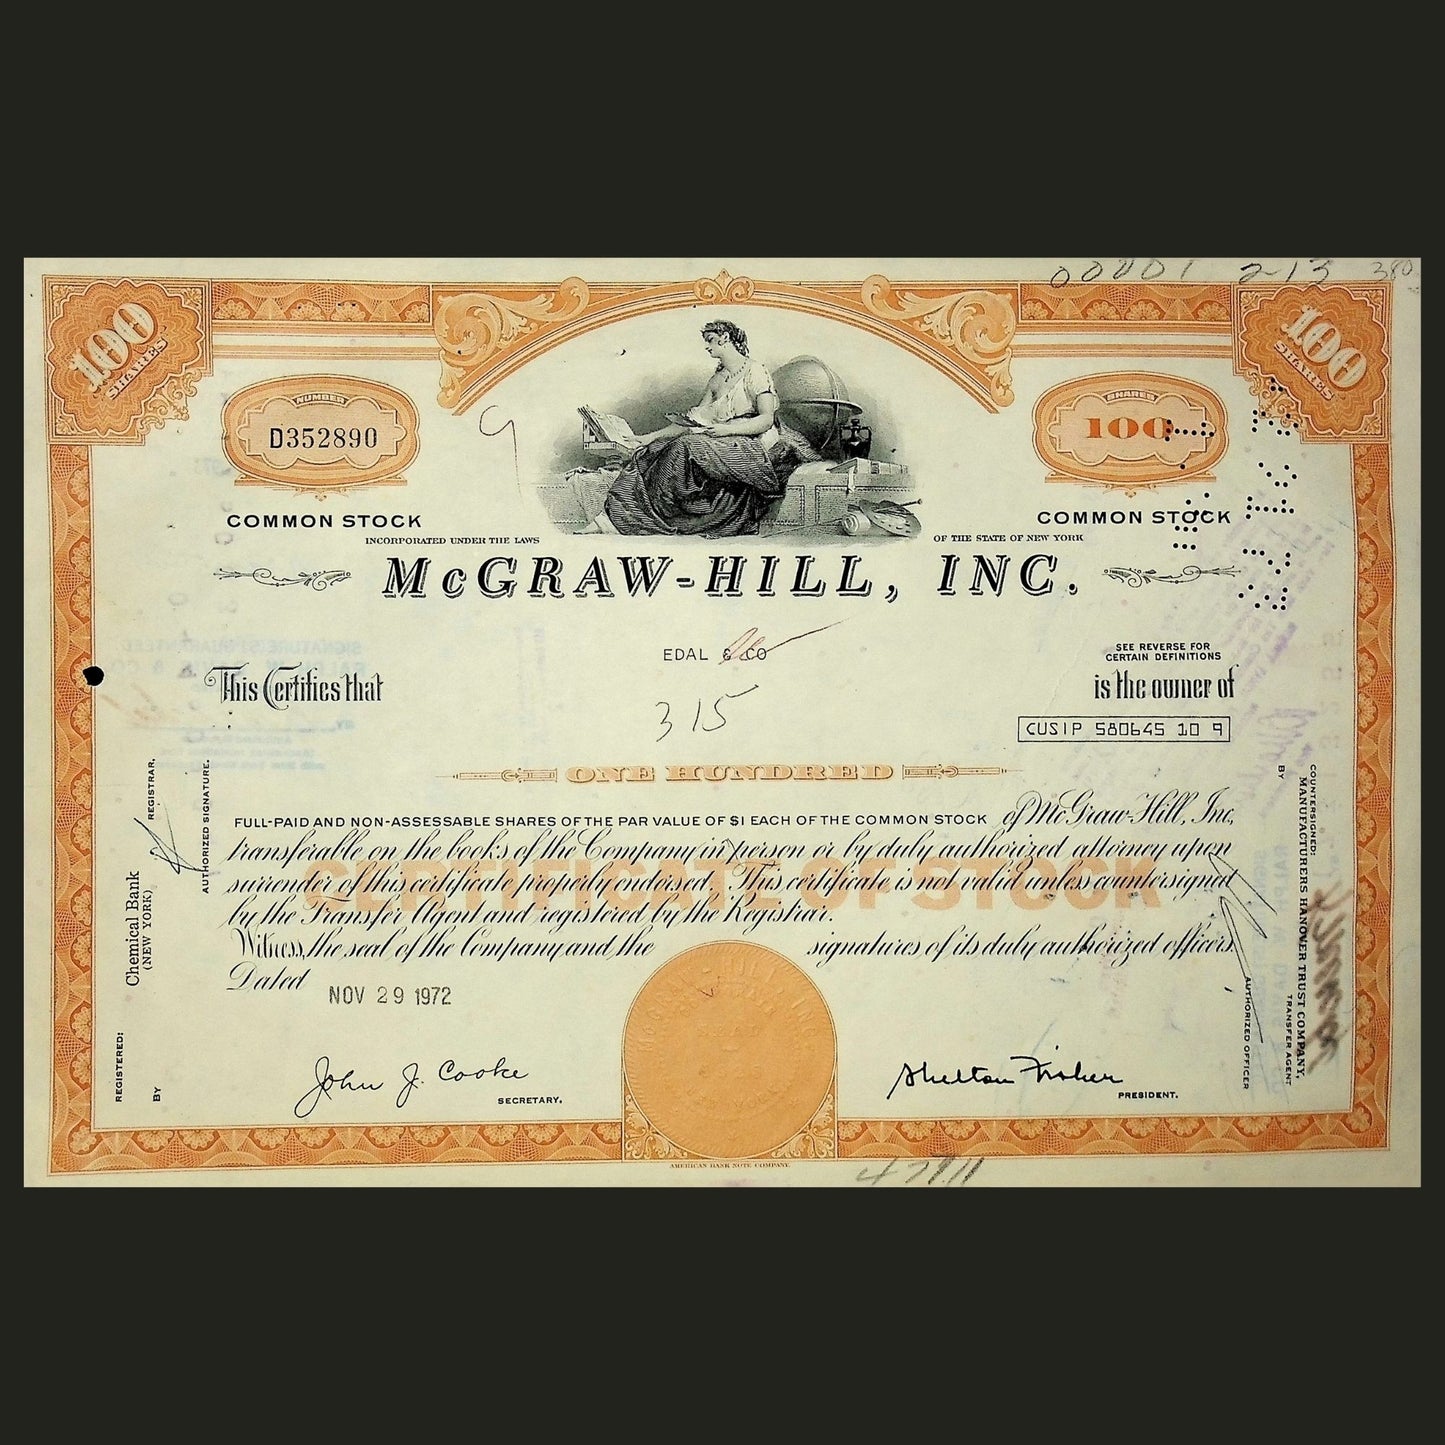 00001 2-13 380
100 SHARES
100 SHARES
NUMBER
D352890
SHARES
100
COMMON STOCK
COMMON STOCK
INCORPORATED UNDER THE LAWS
OF THE STATE OF NEW YORK
McGRAW-HILL, INC.
EDAL & CO
SEE REVERSE FOR
CERTAIN DEFINITIONS
This Certifies that
is the owner of
315
CUSIP 580645 10 9
ONE HUNDRED
FULL-PAID AND NON-ASSESSABLE SHARES OF THE PAR VALUE OF $1 EACH OF THE COMMON STOCK of McGraw-Hill, Inc.,
transferable on the books of the Company in person or by duly authorized attorney upon
surrender of this certificate properly endorsed. This certificate is not valid unless countersigned
by the Transfer Agent and registered by the Registrar.
CERTIFICATE OF STOCK
Witness, the seal of the Company and the signatures of its duly authorized officers.
Dated
NOV 29 1972
John J. Cooke
SECRETARY.
Shelton Fisher
PRESIDENT.
REGISTERED:
Chemical Bank
(NEW YORK)
REGISTRAR.
BY
AUTHORIZED SIGNATURE.
COUNTERSIGNED:
MANUFACTURERS HANOVER TRUST COMPANY,
TRANSFER AGENT
BY
AUTHORIZED OFFICER
AMERICAN BANK NOTE COMPANY.